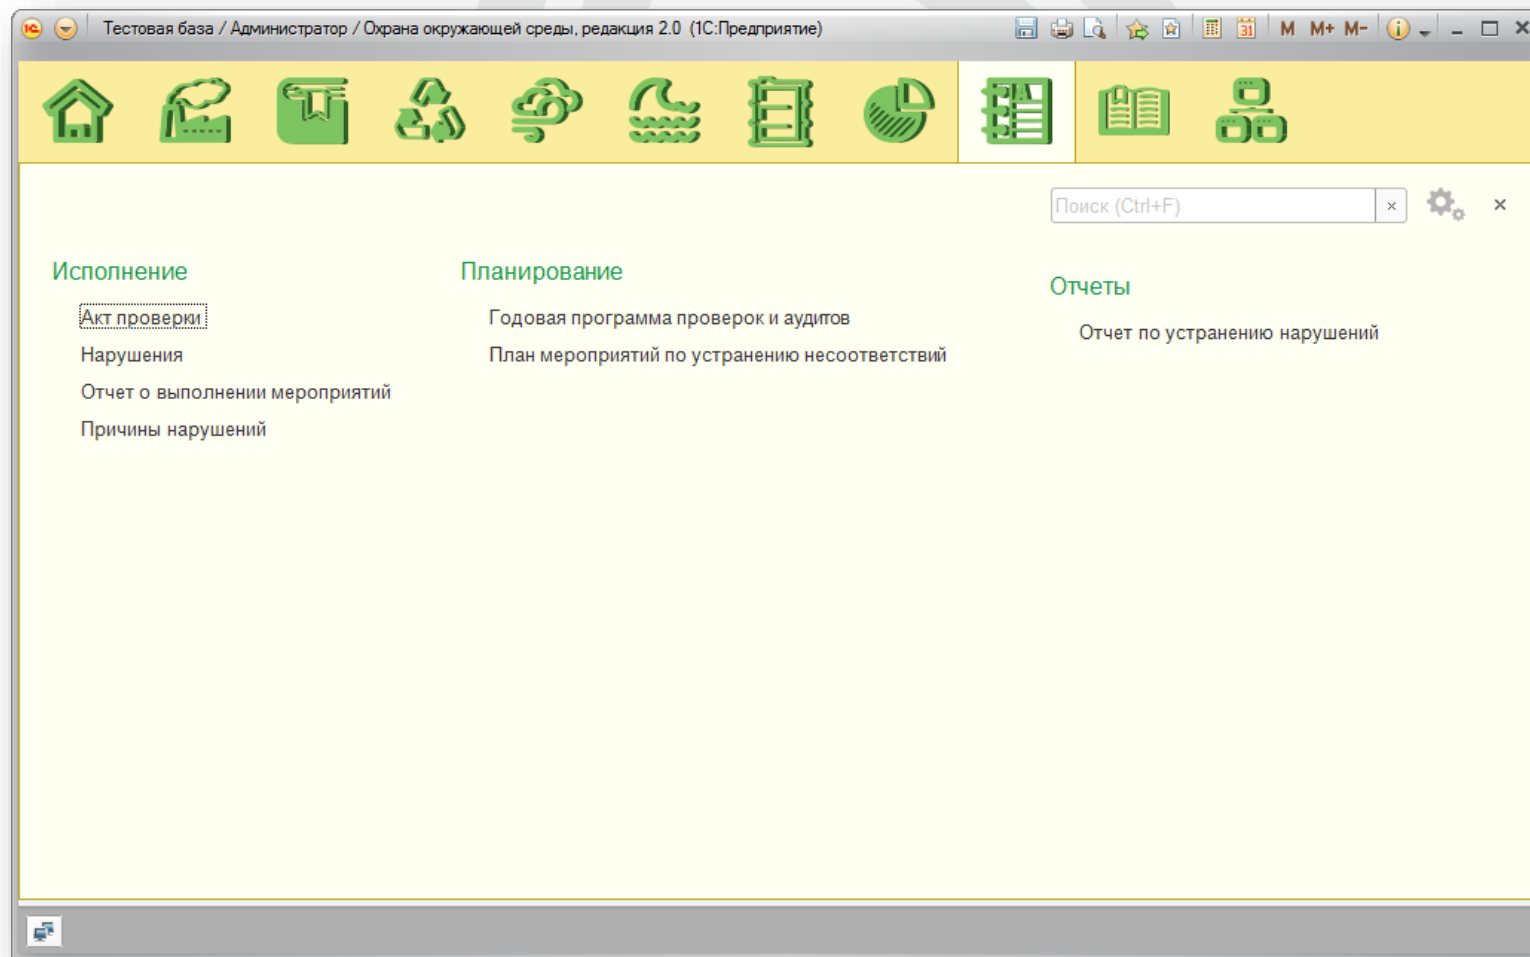 Тестовая база / Администратор / Охрана окружающей среды, редакция 2.0 (1С:Предприятие)
31 M M+ M-
Поиск (Ctrl+F)
Исполнение
Акт проверки
Нарушения
Отчет о выполнении мероприятий
Причины нарушений
Планирование
Годовая программа проверок и аудитов
План мероприятий по устранению несоответствий
Отчеты
Отчет по устранению нарушений